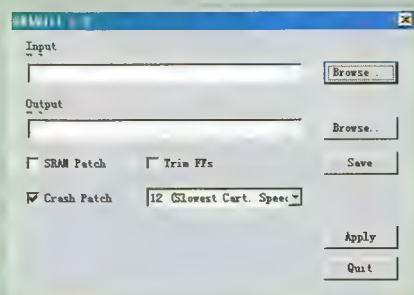 Input
Browse..
Output
Browse..
SRAM Patch
Trim FFs
Save
Crash Patch
12 (Slowest Cart. Speec
Apply
Quit